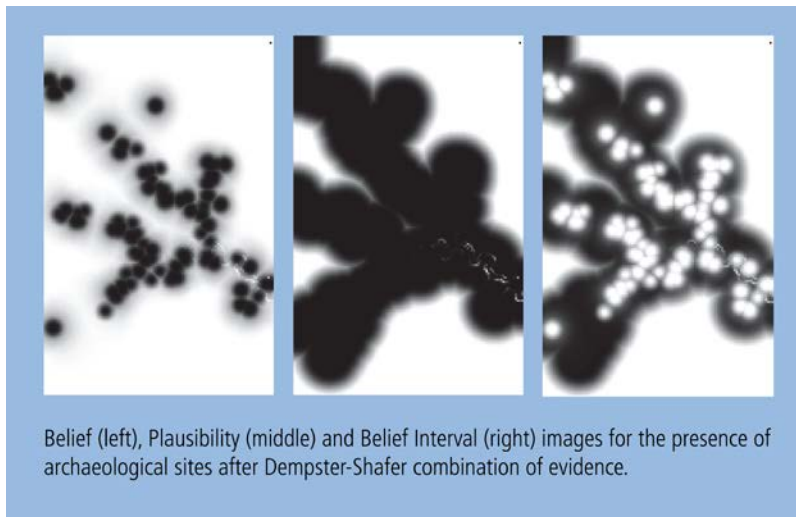 Belief (left), Plausibility (middle) and Belief Interval (right) images for the presence of
archaeological sites after Dempster-Shafer combination of evidence.